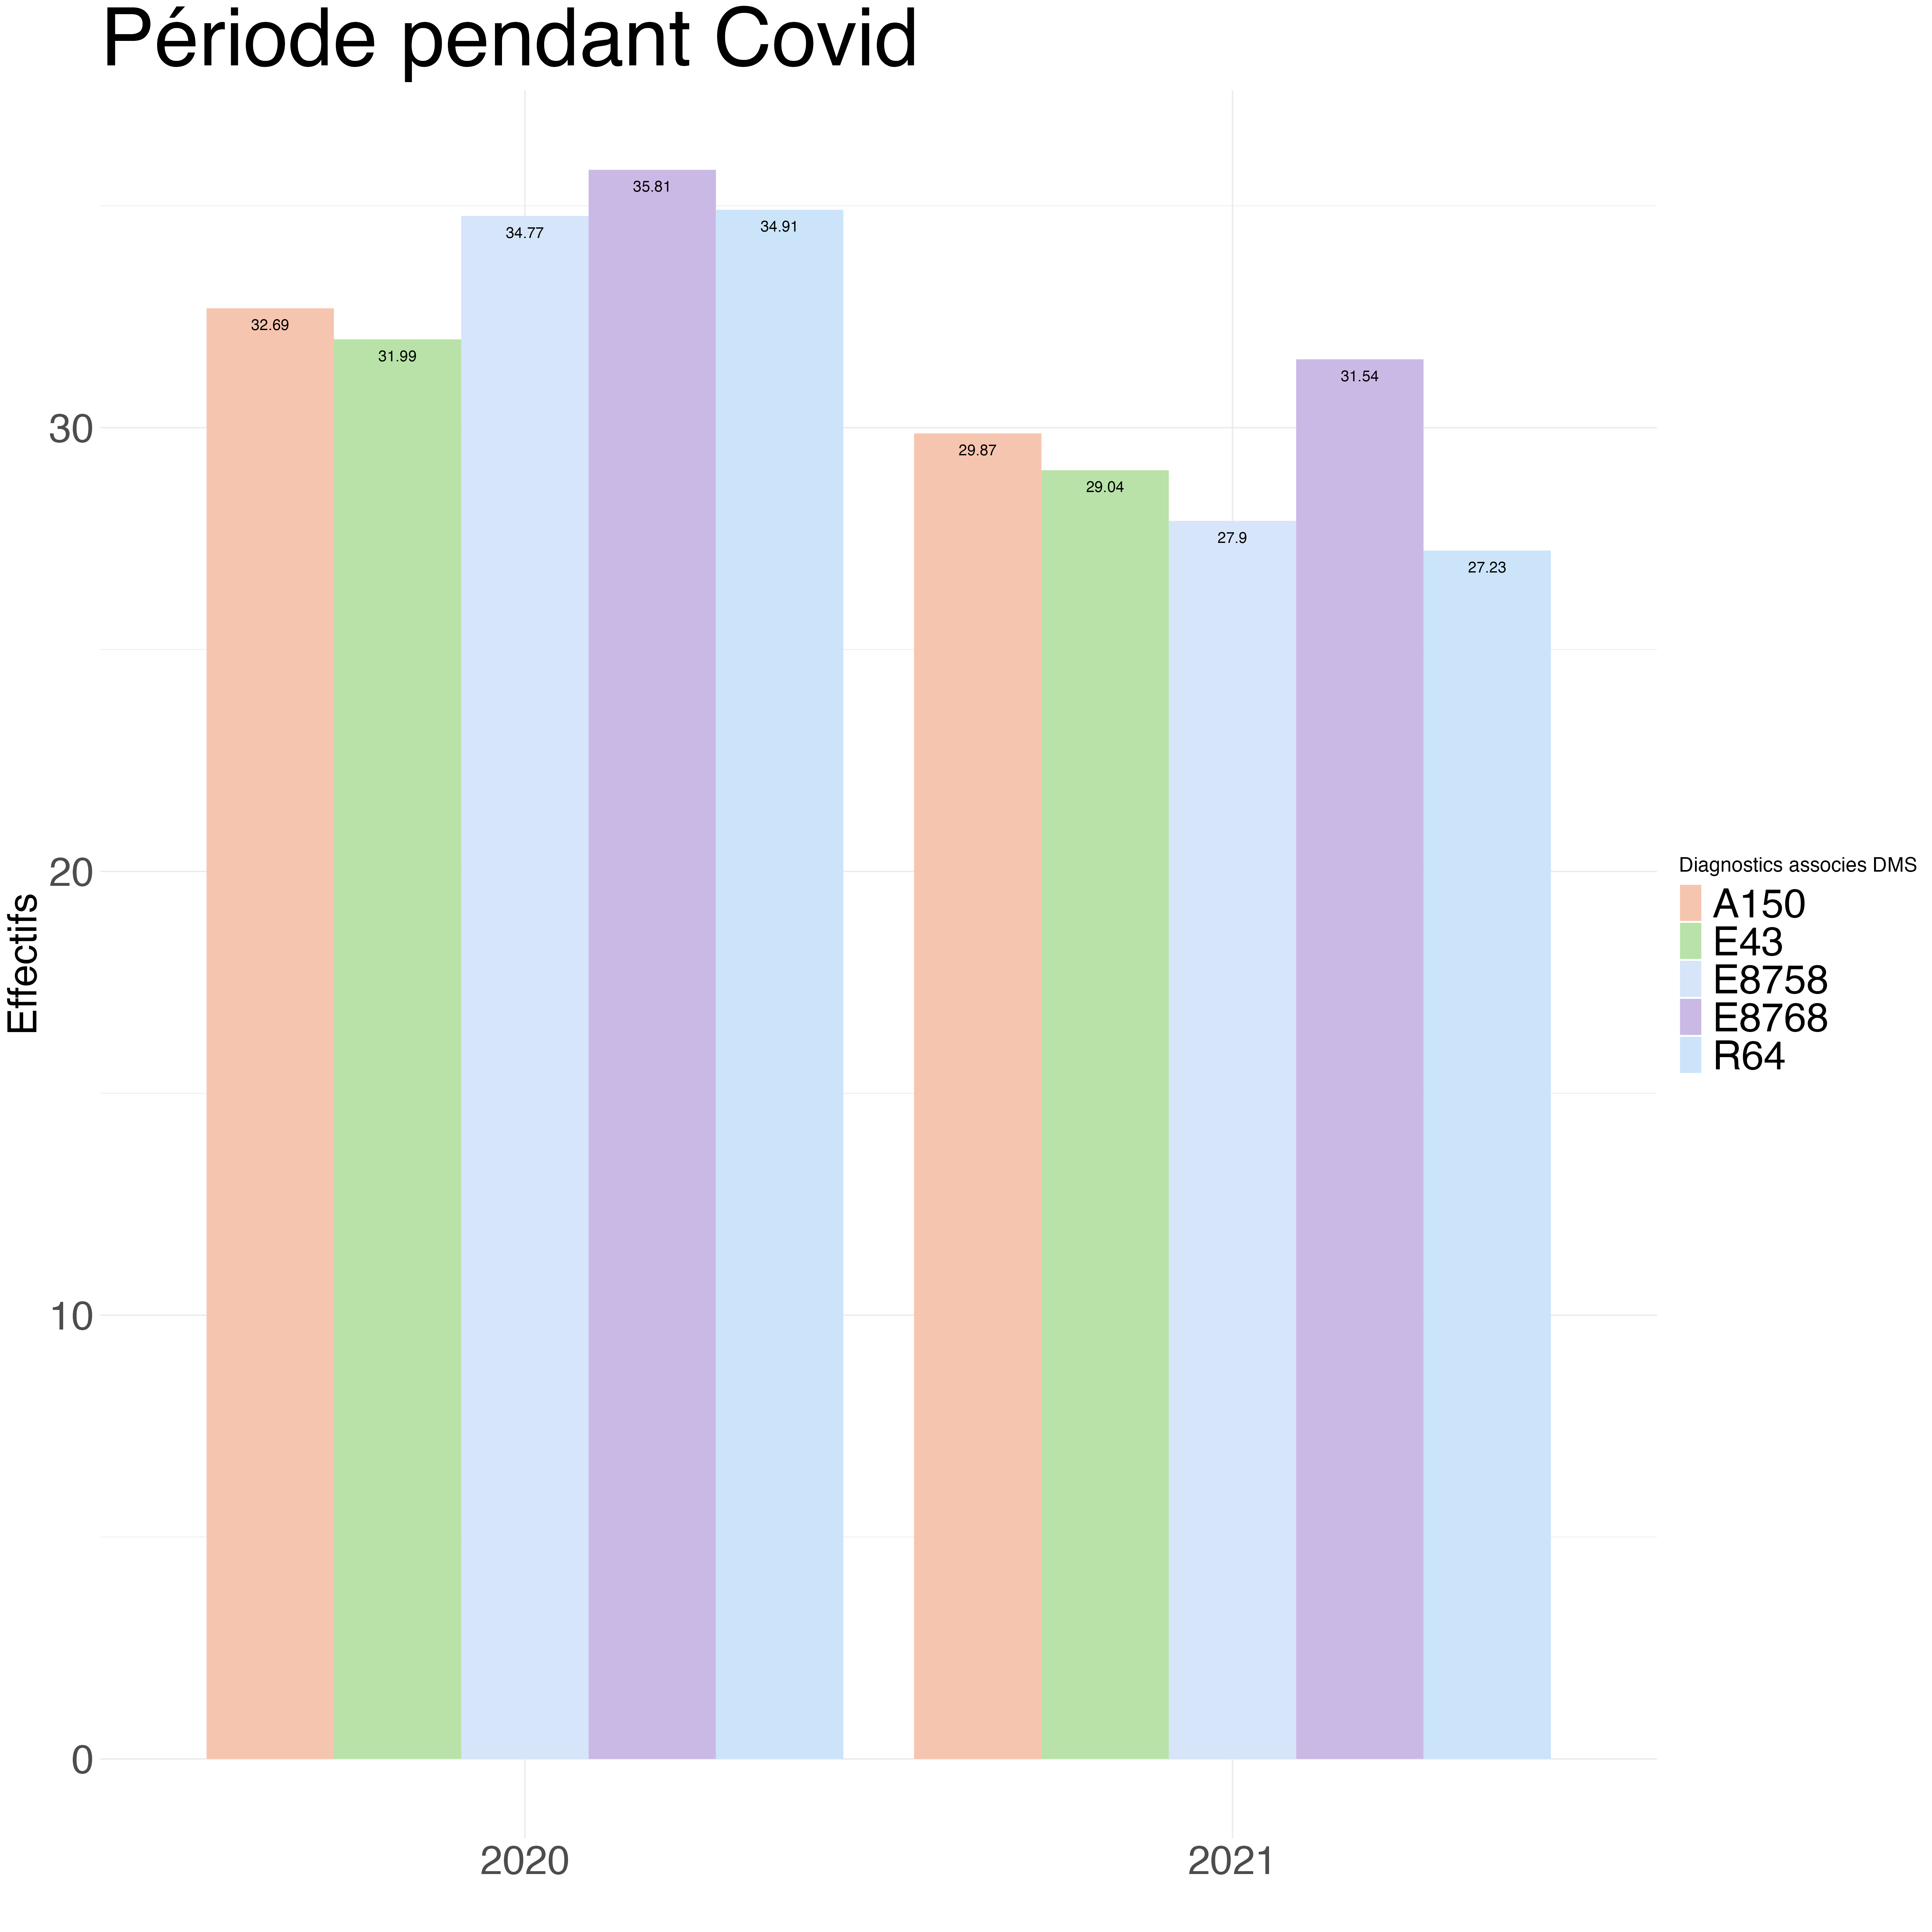 Période pendant Covid
35.81
34.77
34.91
32.69
31.99
31.54
29.87
29.04
27.9
27.23
30
20
10
0
Effectifs
2020
2021
Diagnostics associes DMS
A150
E43
E8758
E8768
R64